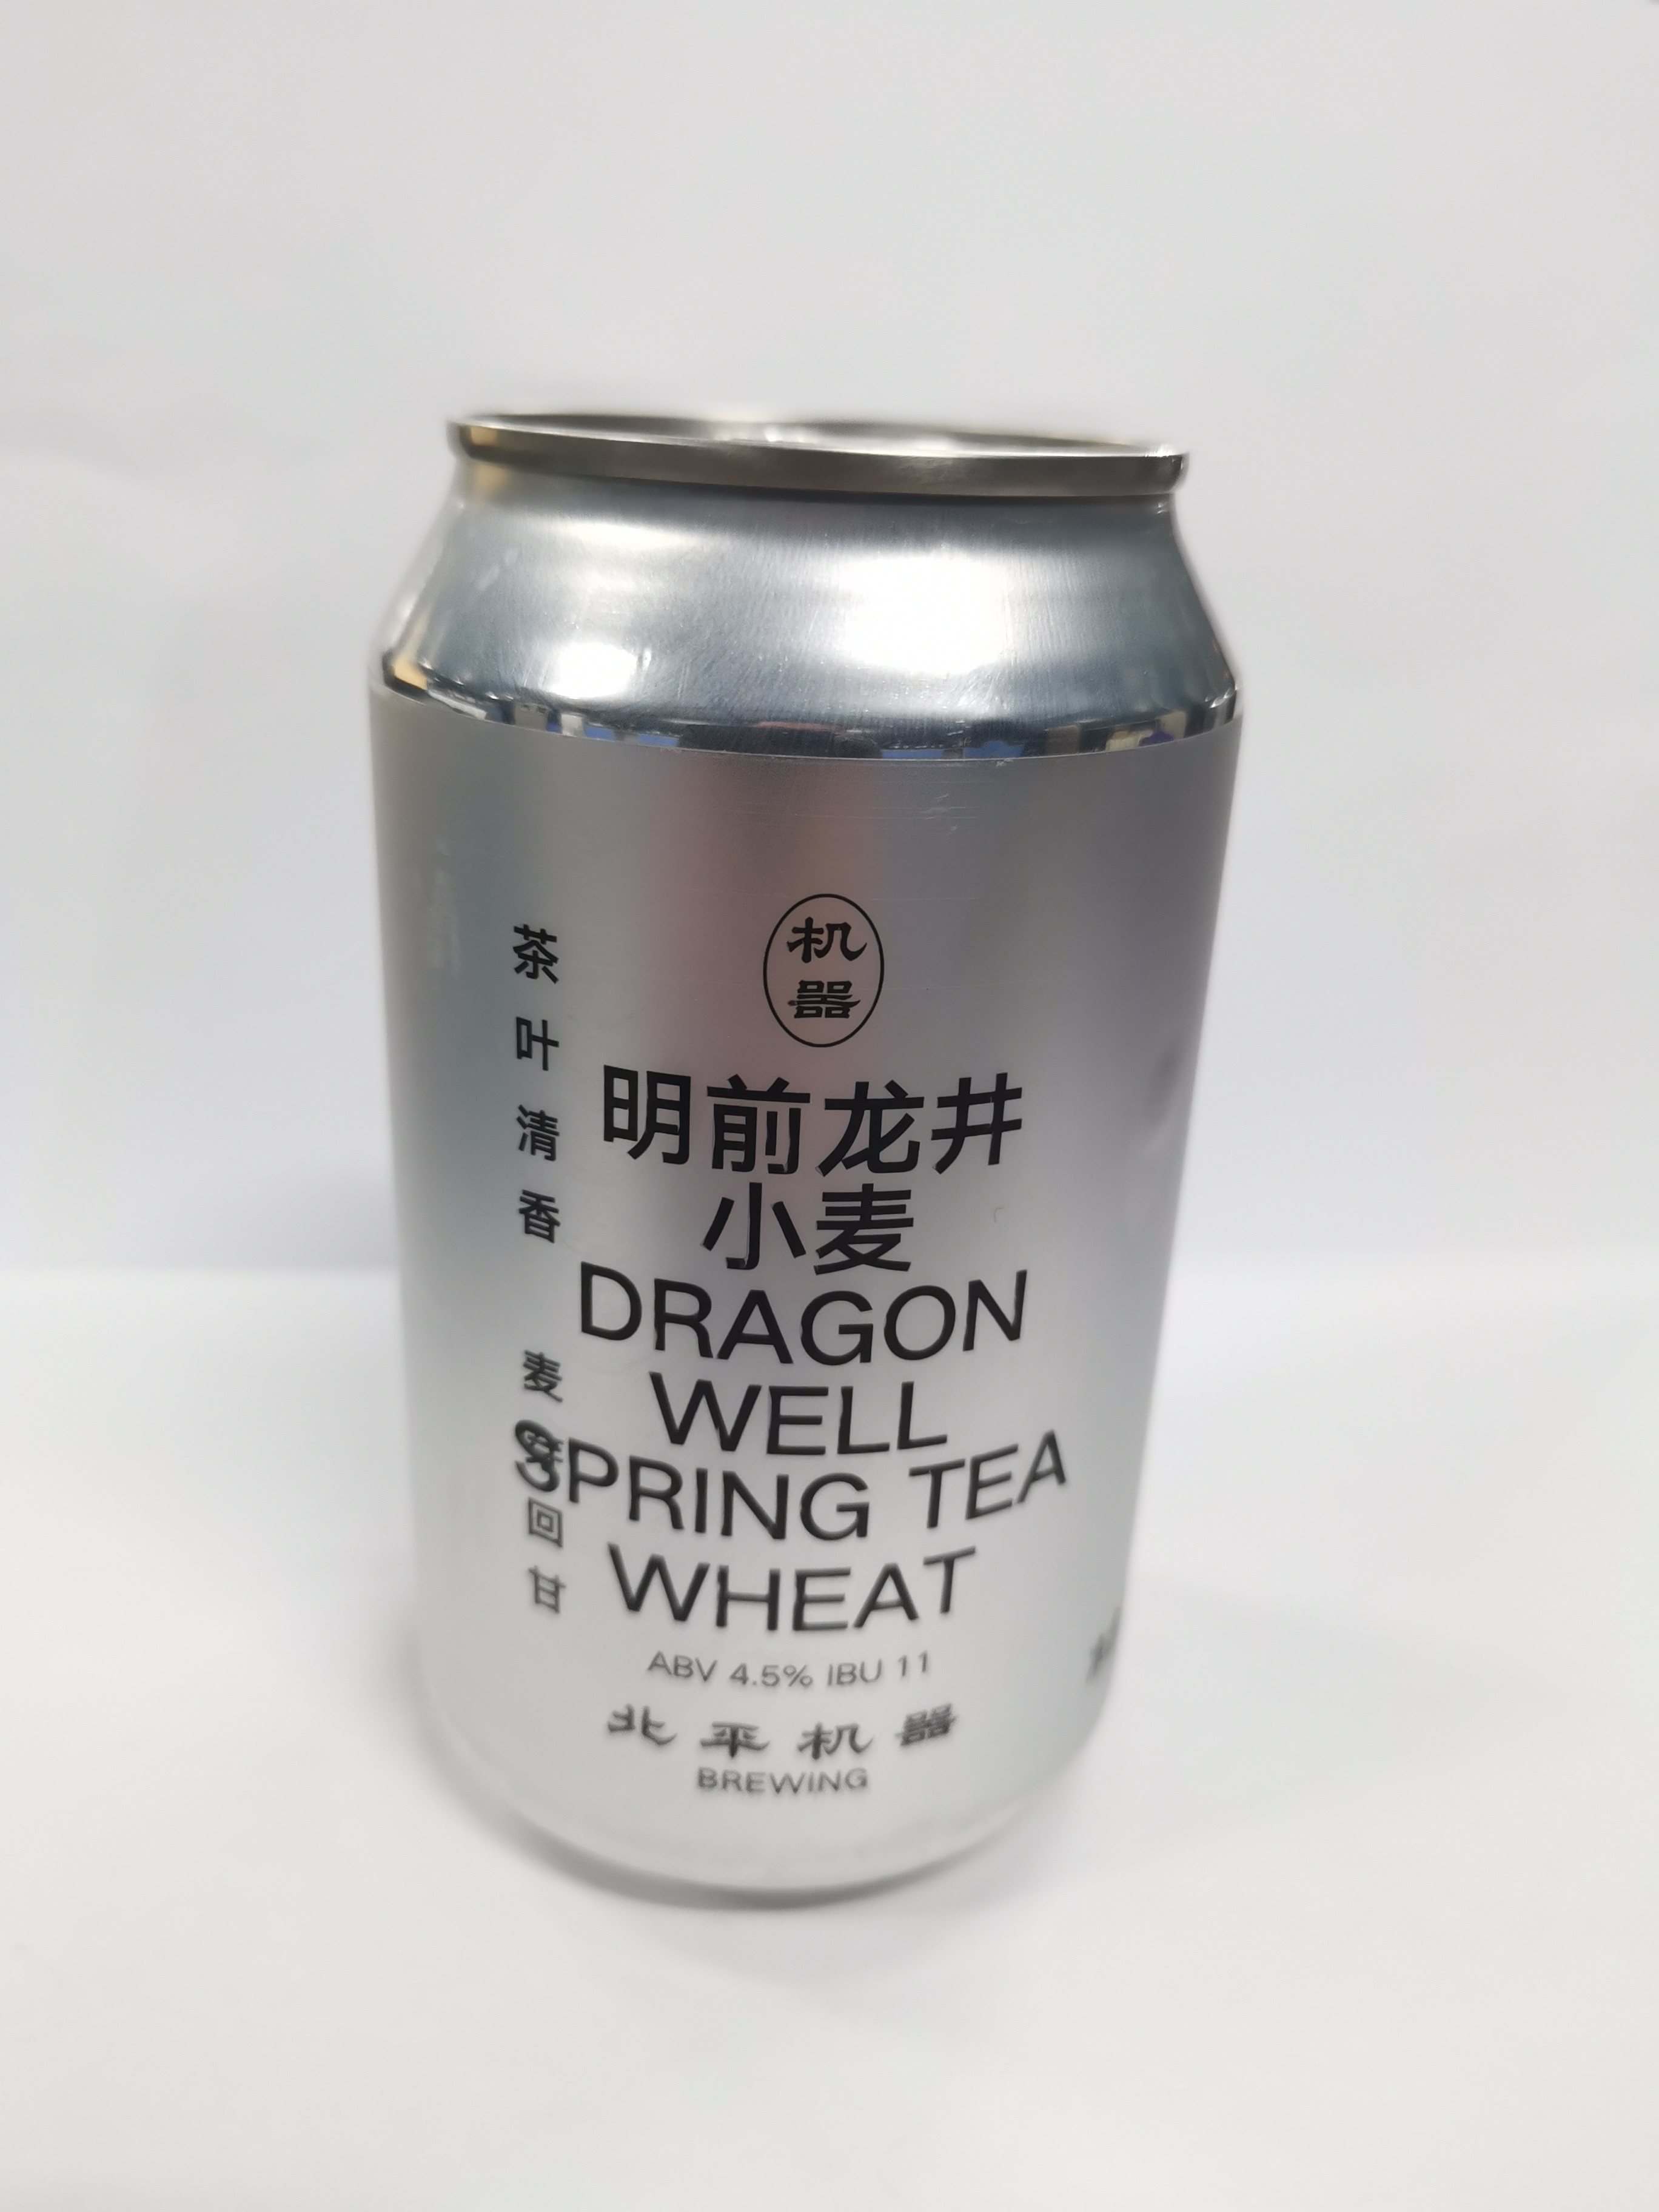 机
器
明前龙井
小麦
DRAGON
WELL
SPRING TEA
WHEAT
ABV 4.5% IBU 11
北平机器
BREWING
茶叶清香
麦
回甘